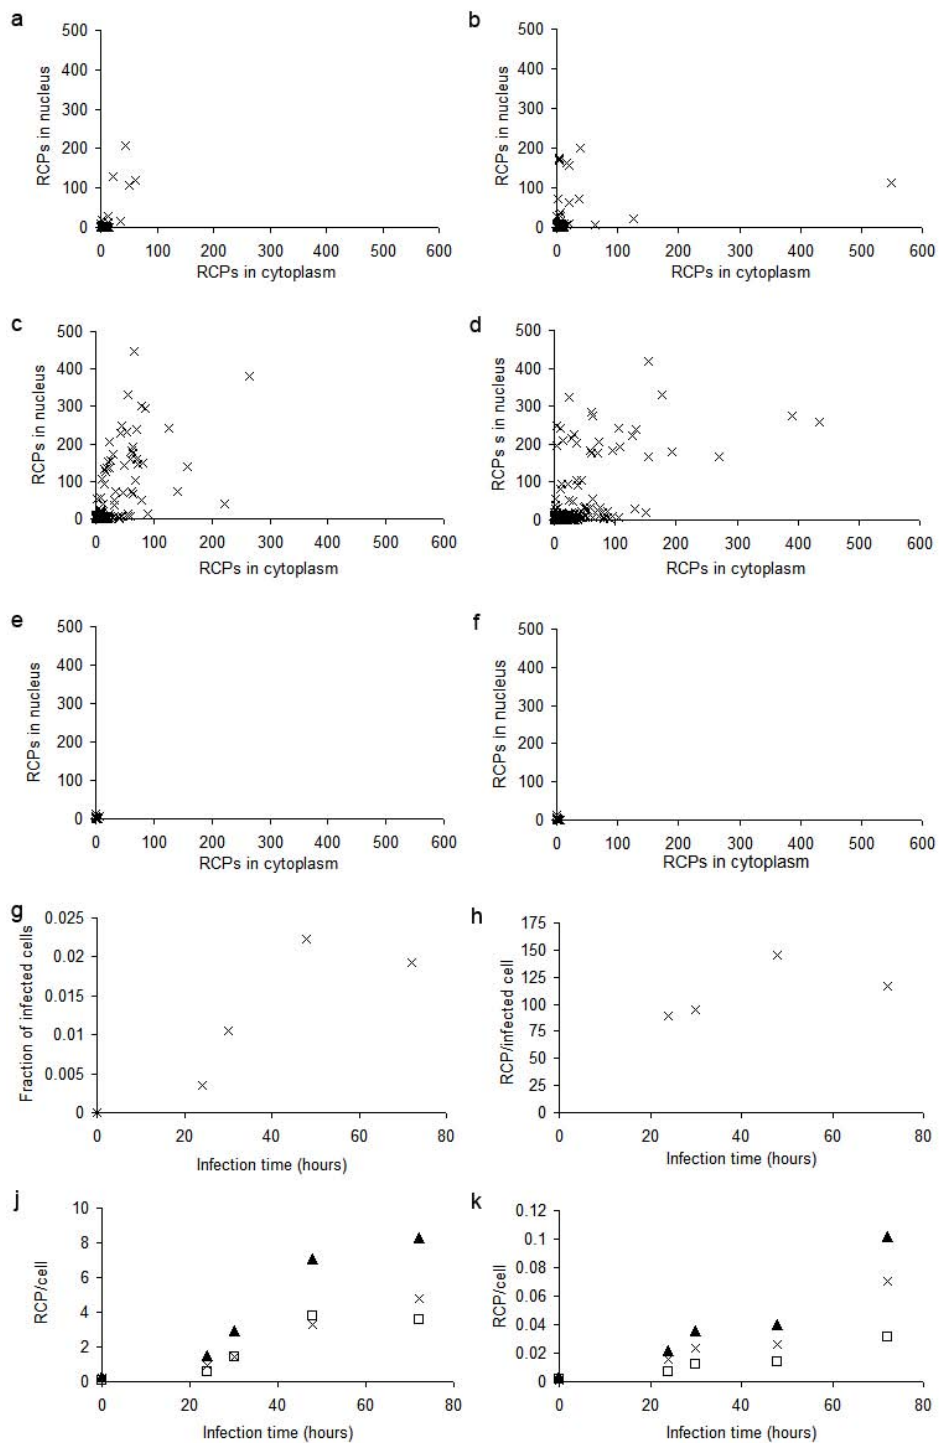 a
500
400
300
200
100
0
RCPs in nucleus
0 100 200 300 400 500 600
RCPs in cytoplasm
b
500
400
300
200
100
0
RCPs in nucleus
0 100 200 300 400 500 600
RCPs in cytoplasm
c
500
400
300
200
100
0
RCPs in nucleus
0 100 200 300 400 500 600
RCPs in cytoplasm
d
500
400
300
200
100
0
RCPs s in nucleus
0 100 200 300 400 500 600
RCPs in cytoplasm
e
500
400
300
200
100
0
RCPs in nucleus
0 100 200 300 400 500 600
RCPs in cytoplasm
f
500
400
300
200
100
0
RCPs in nucleus
0 100 200 300 400 500 600
RCPs in cytoplasm
g
0.025
0.02
0.015
0.01
0.005
0
Fraction of infected cells
0 20 40 60 80
Infection time (hours)
h
175
150
125
100
75
50
25
0
RCP/infected cell
0 20 40 60 80
Infection time (hours)
j
10
8
6
4
2
0
RCP/cell
0 20 40 60 80
Infection time (hours)
k
0.12
0.1
0.08
0.06
0.04
0.02
0
RCP/cell
0 20 40 60 80
Infection time (hours)